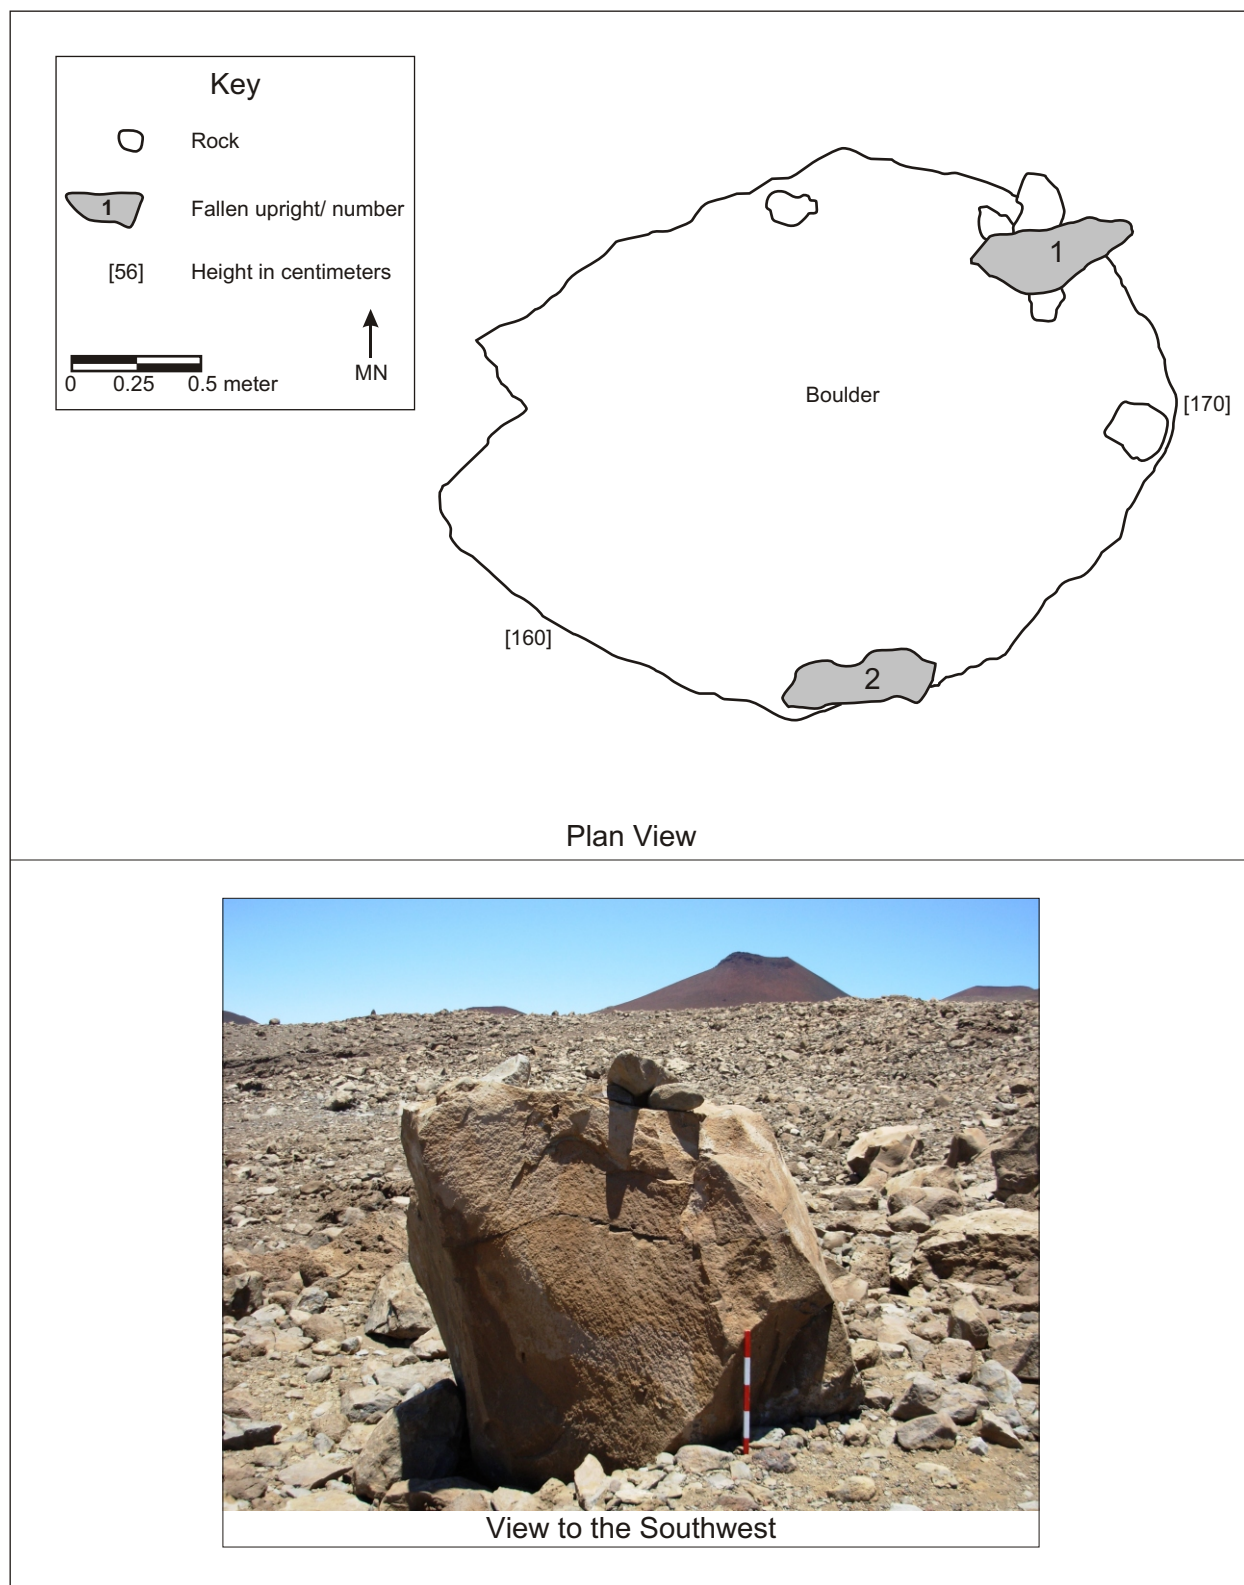 Key
Rock
1
Fallen upright/ number
[56]
Height in centimeters
MN
0 0.25 0.5 meter
1
Boulder
[170]
[160]
2
Plan View
View to the Southwest